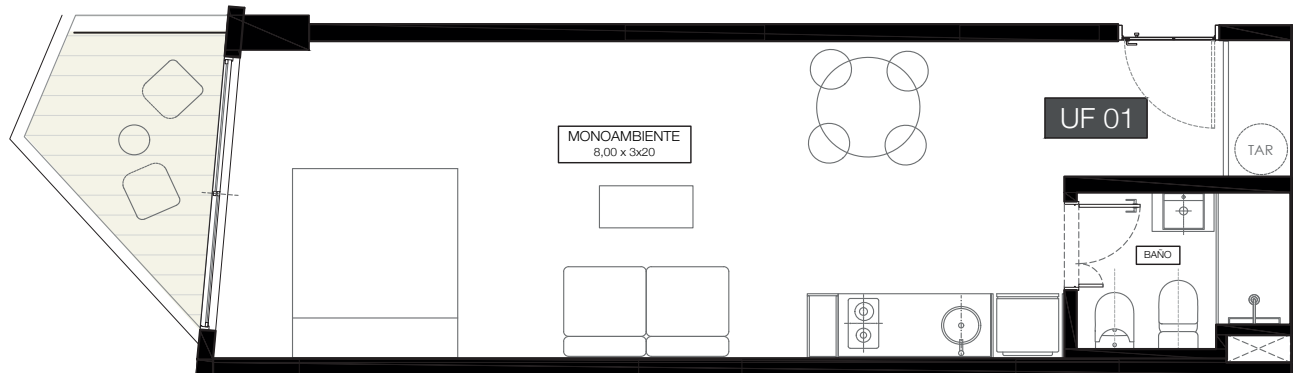 UF 01
MONOAMBIENTE
8,00 x 3x20
TAR
BAÑO